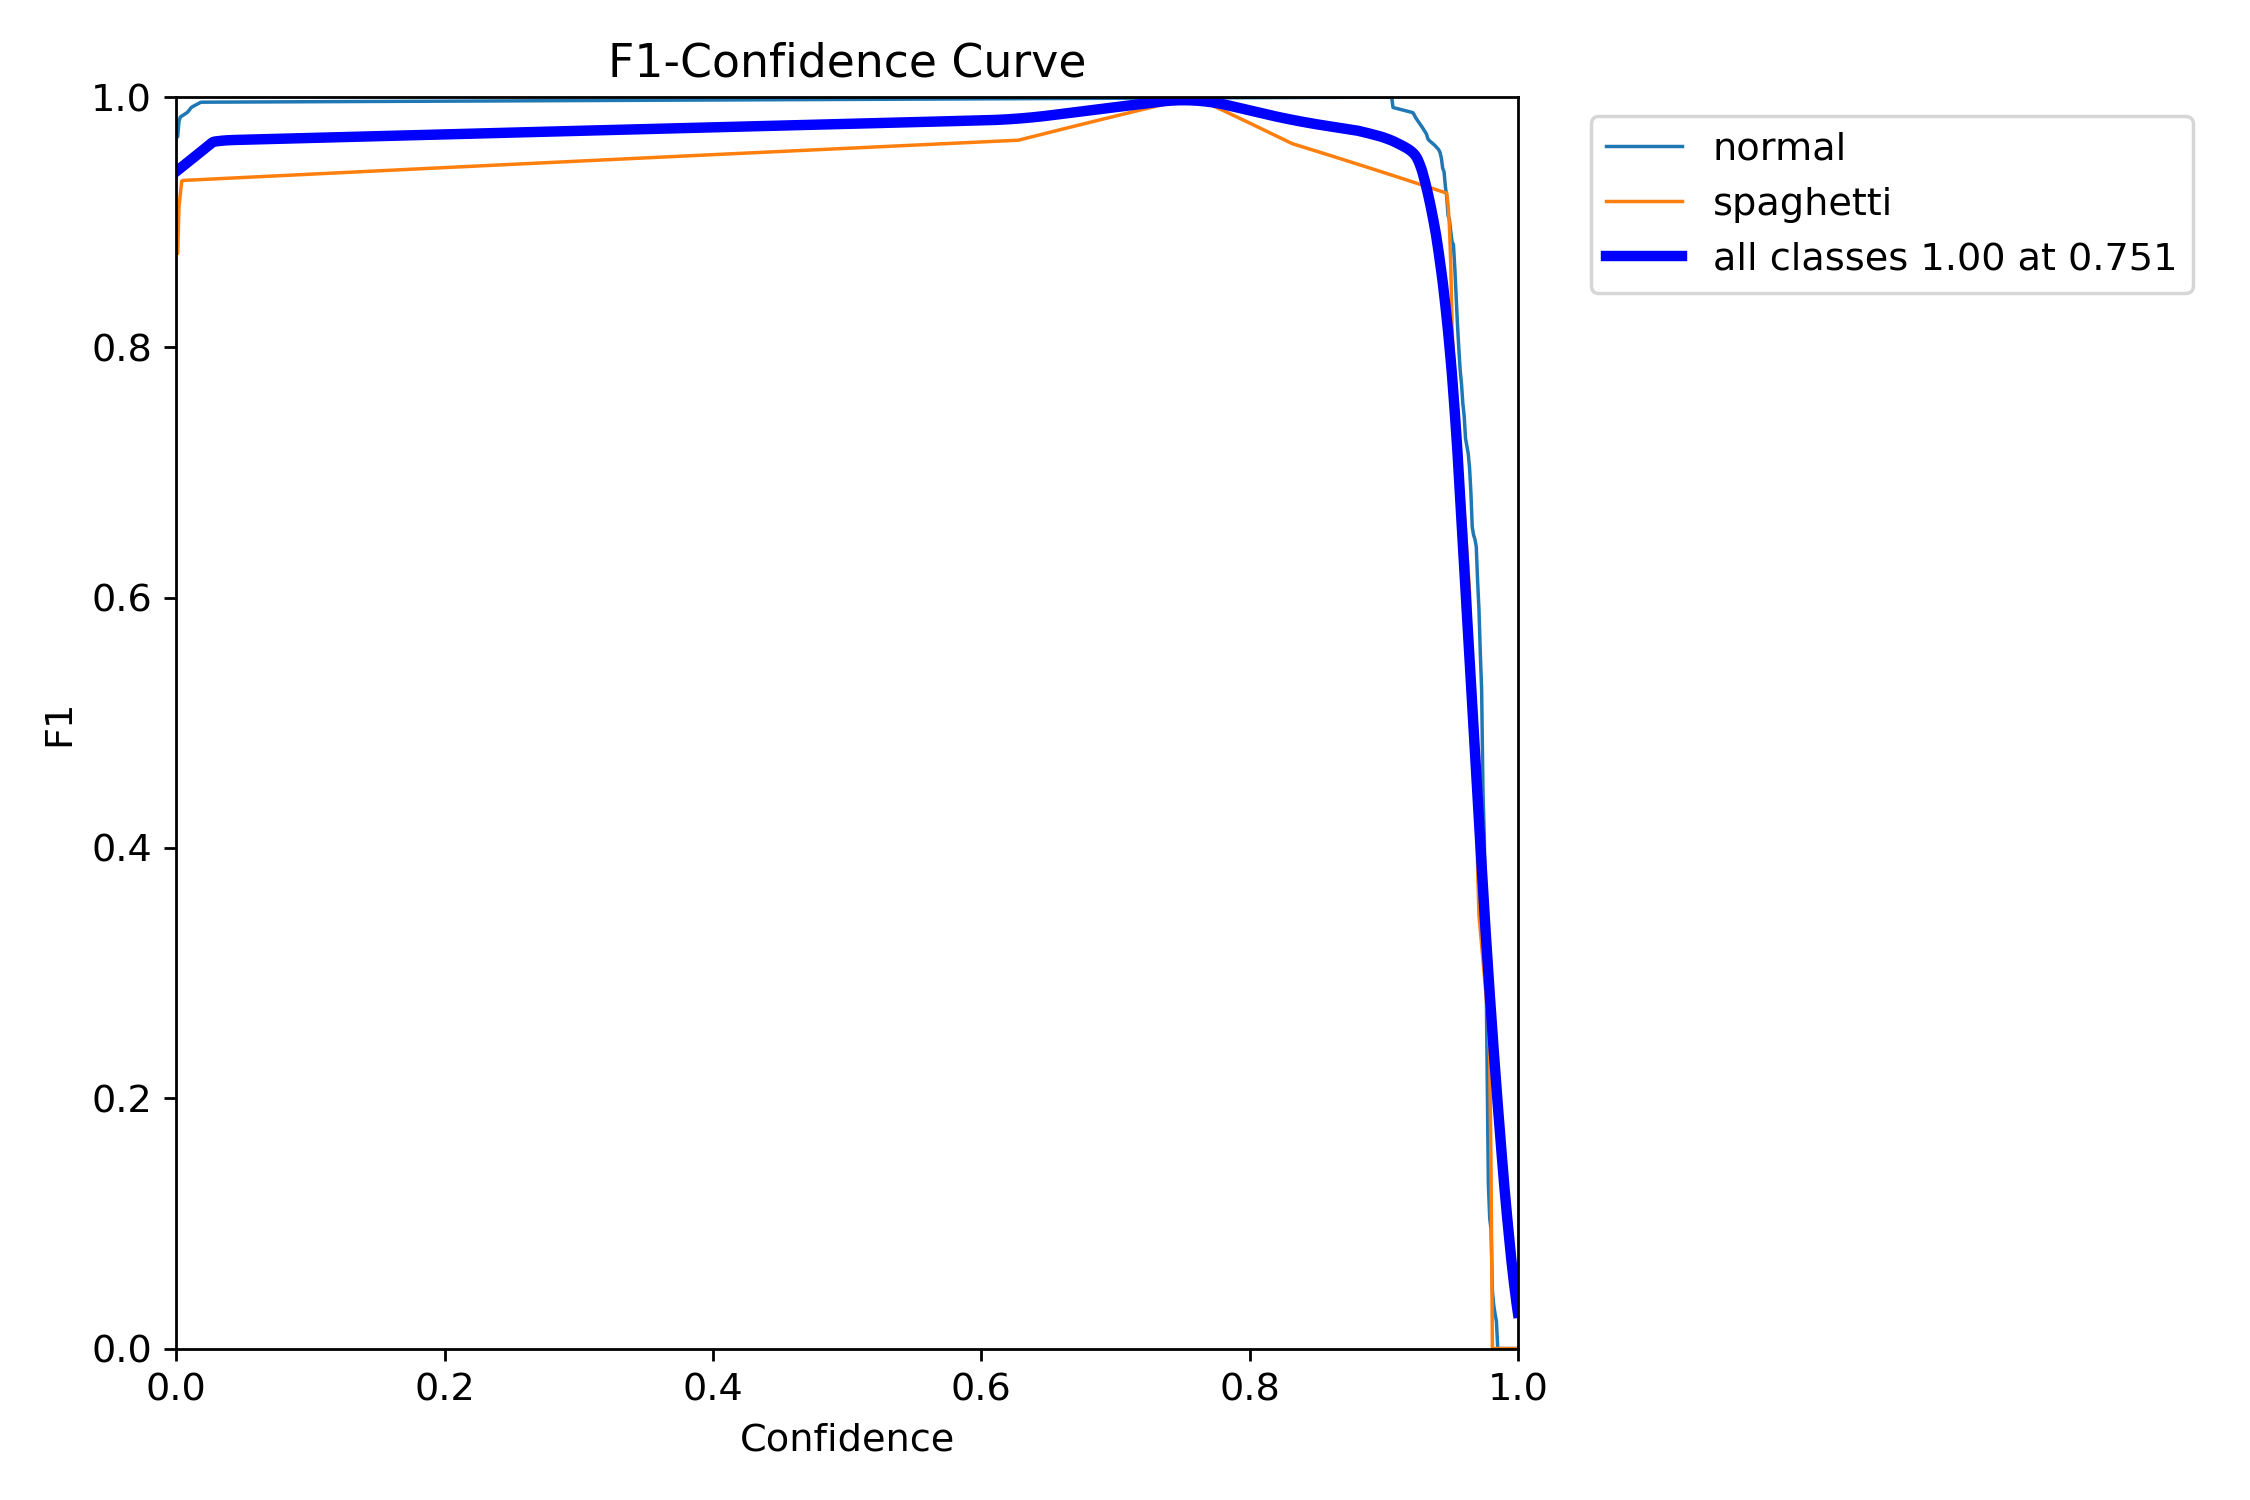 F1-Confidence Curve
normal
spaghetti
all classes 1.00 at 0.751
1.0
0.8
0.6
0.4
0.2
0.0
F1
0.0 0.2 0.4 0.6 0.8 1.0
Confidence